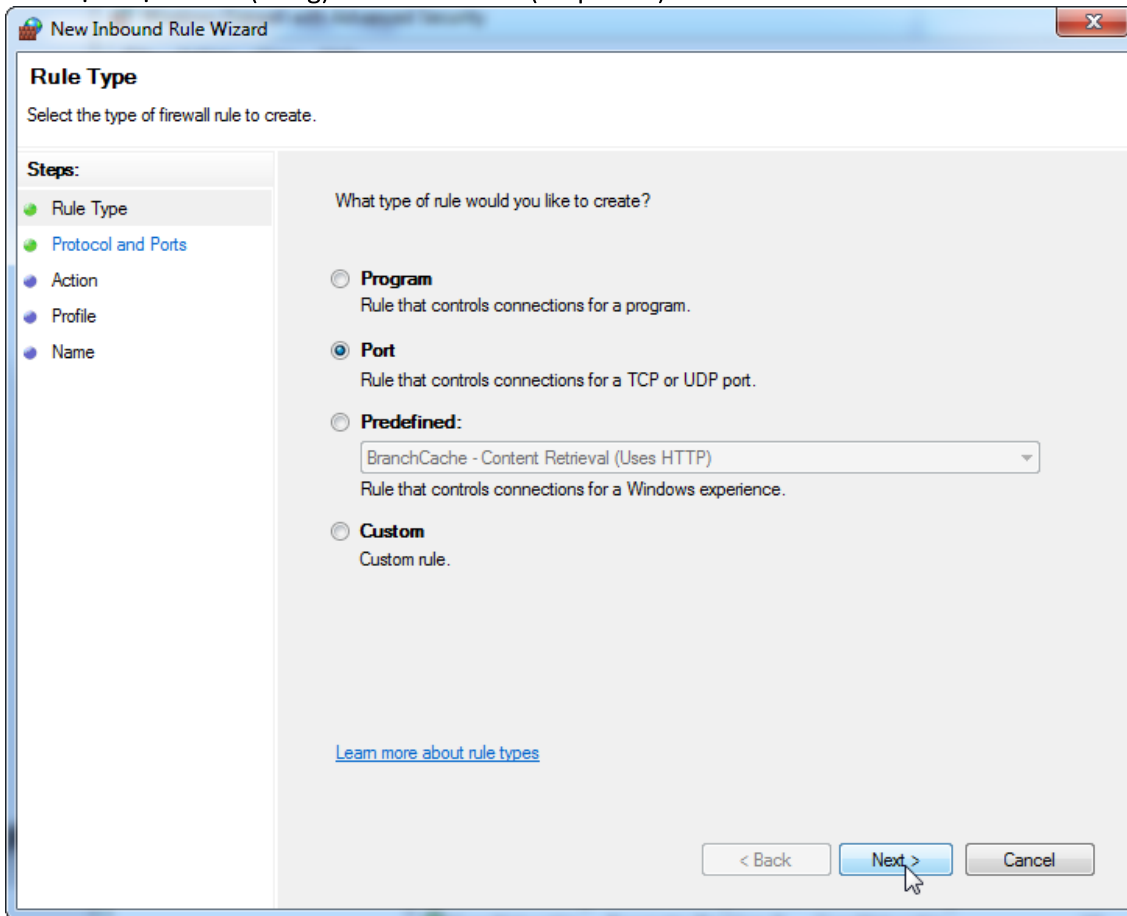 New Inbound Rule Wizard
Rule Type
Select the type of firewall rule to create.
Steps:
Rule Type
Protocol and Ports
Action
Profile
Name
What type of rule would you like to create?
Program
Rule that controls connections for a program.
Port
Rule that controls connections for a TCP or UDP port.
Predefined:
BranchCache - Content Retrieval (Uses HTTP)
Rule that controls connections for a Windows experience.
Custom
Custom rule.
Learn more about rule types
< Back
Next >
Cancel